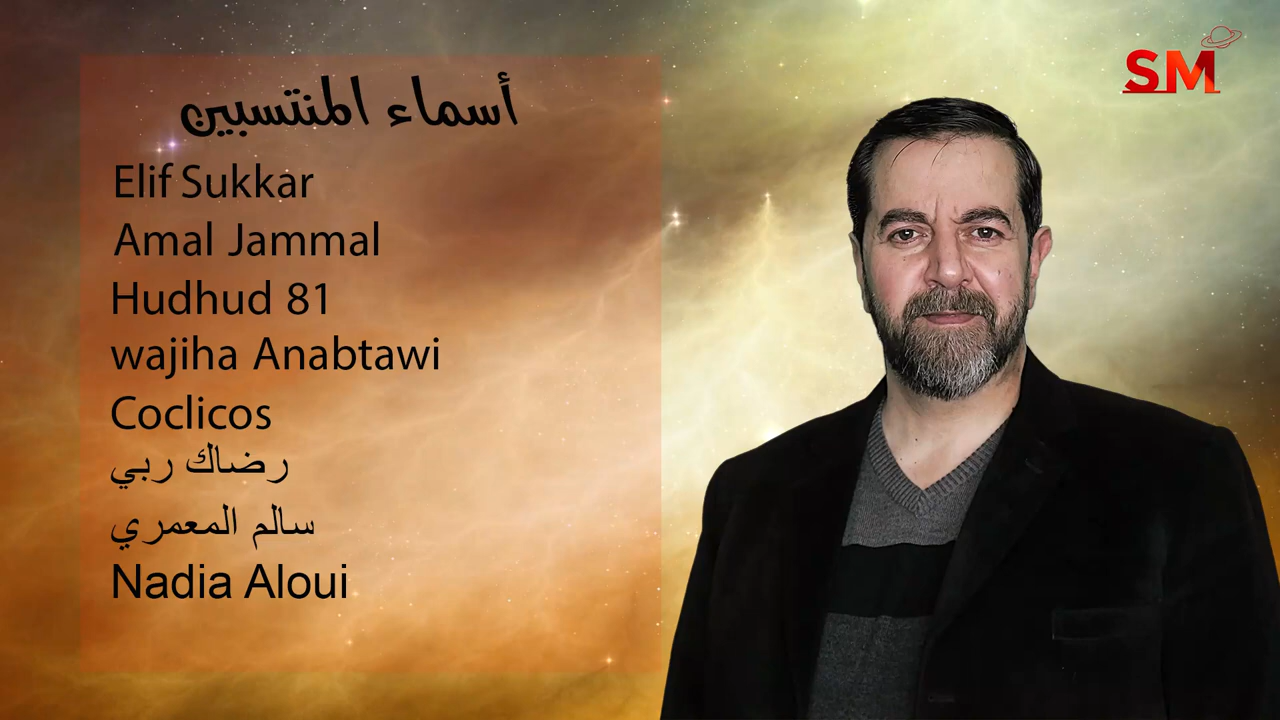 SM
أسماء المنتسبين
Elif Sukkar
Amal Jammal
Hudhud 81
wajiha Anabtawi
Coclicos
رضاك ربي
سالم المعمري
Nadia Aloui